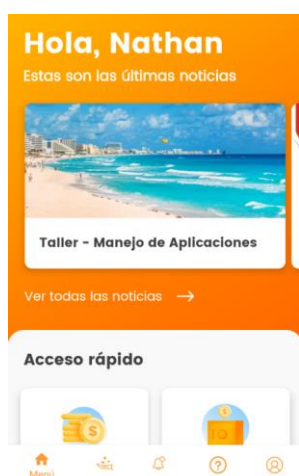 Hola, Nathan
Estas son las últimas noticias
Taller - Manejo de Aplicaciones
Ver todas las noticias →
Acceso rápido
Menú